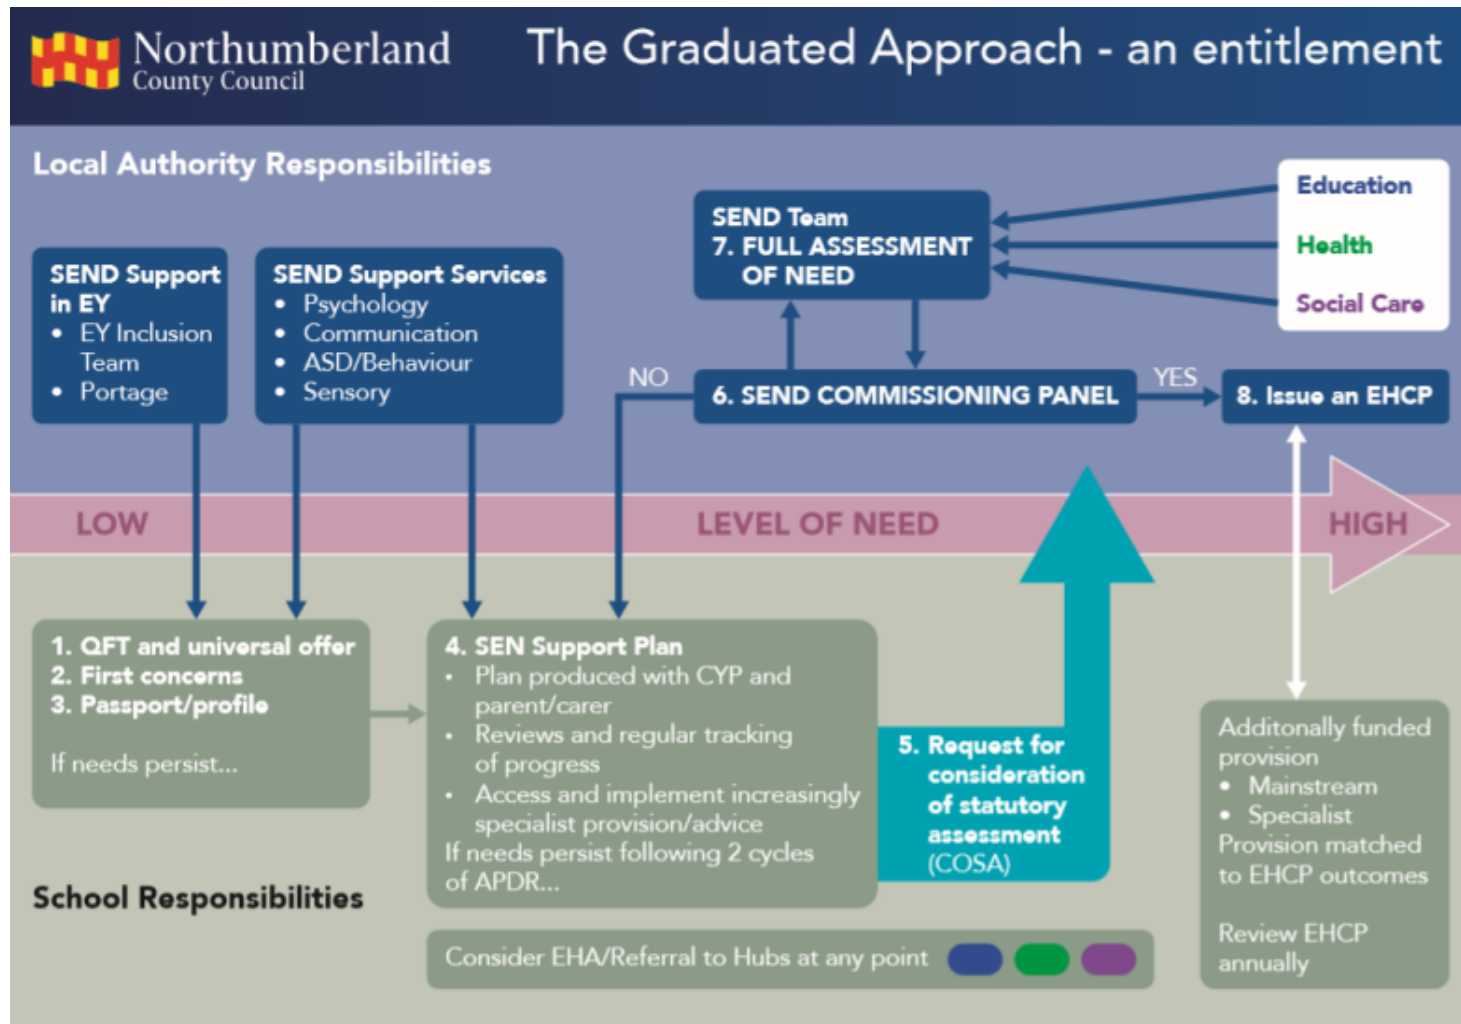 Northumberland
County Council
The Graduated Approach - an entitlement
Local Authority Responsibilities
SEND Support
in EY
• EY Inclusion
Team
• Portage
SEND Support Services
• Psychology
• Communication
• ASD/Behaviour
• Sensory
SEND Team
7. FULL ASSESSMENT
OF NEED
Education
Health
Social Care
NO
6. SEND COMMISSIONING PANEL
YES
8. Issue an EHCP
LOW
LEVEL OF NEED
HIGH
1. QFT and universal offer
2. First concerns
3. Passport/profile
If needs persist...
4. SEN Support Plan
• Plan produced with CYP and
parent/carer
• Reviews and regular tracking
of progress
• Access and implement increasingly
specialist provision/advice
If needs persist following 2 cycles
of APDR...
5. Request for
consideration
of statutory
assessment
(COSA)
Additonally funded
provision
• Mainstream
• Specialist
Provision matched
to EHCP outcomes
Review EHCP
annually
School Responsibilities
Consider EHA/Referral to Hubs at any point